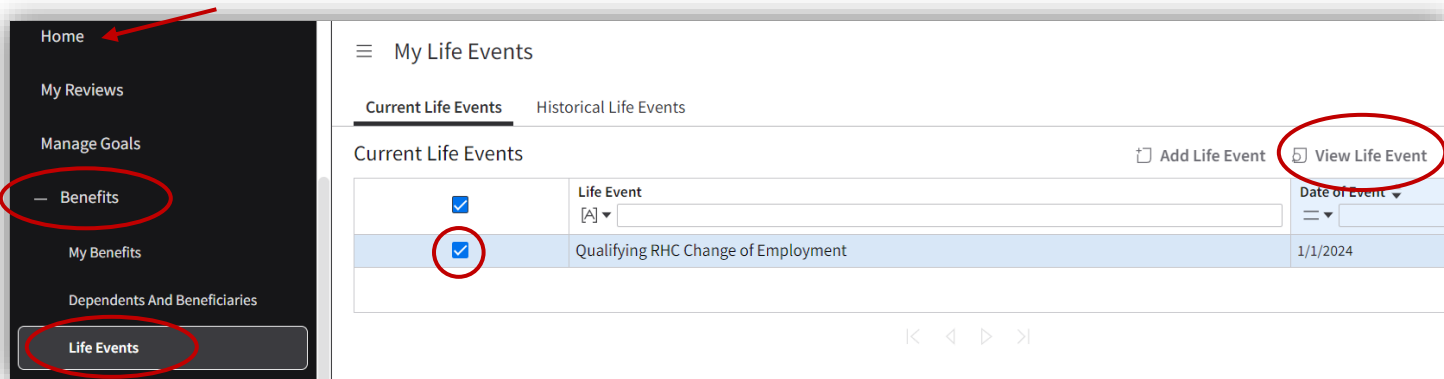 Home
My Reviews
Manage Goals
Benefits
My Benefits
Dependents And Beneficiaries
Life Events
My Life Events
Current Life Events Historical Life Events
Current Life Events Add Life Event View Life Event
Life Event Date of Event
[A] =
Qualifying RHC Change of Employment 1/1/2024